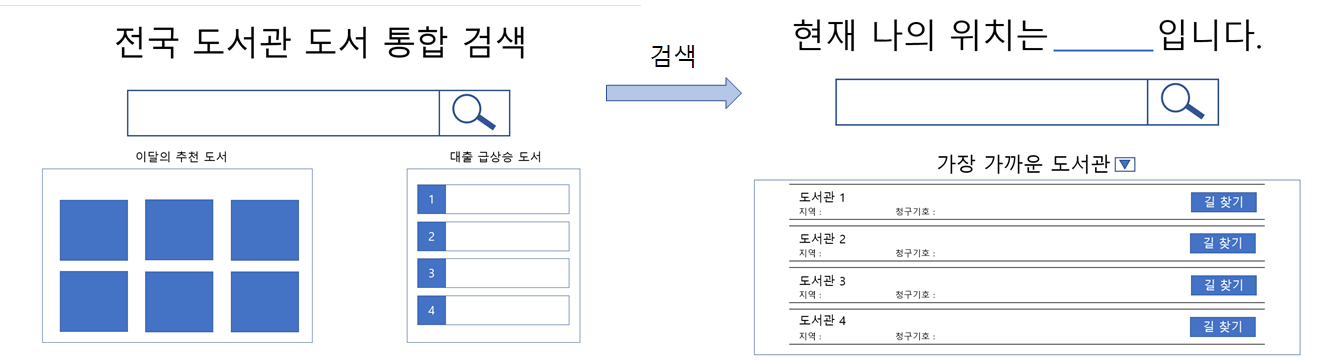 전국 도서관 도서 통합 검색
이달의 추천 도서
대출 급상승 도서
1
2
3
4
검색
현재 나의 위치는 입니다.
가장 가까운 도서관
도서관 1
지역 : 청구기호 :
길 찾기
도서관 2
지역 : 청구기호 :
길 찾기
도서관 3
지역 : 청구기호 :
길 찾기
도서관 4
지역 : 청구기호 :
길 찾기